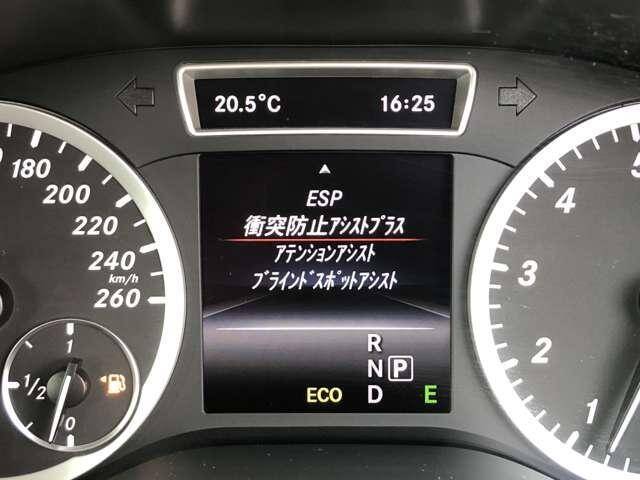 20.5°C 16:25
ESP
衝突防止アシストプラス
アテンションアシスト
ブラインドスポットアシスト
R
N P
ECO D E
180
200
220
240
km/h
260
1
1/2
0
5
4
3
2
1